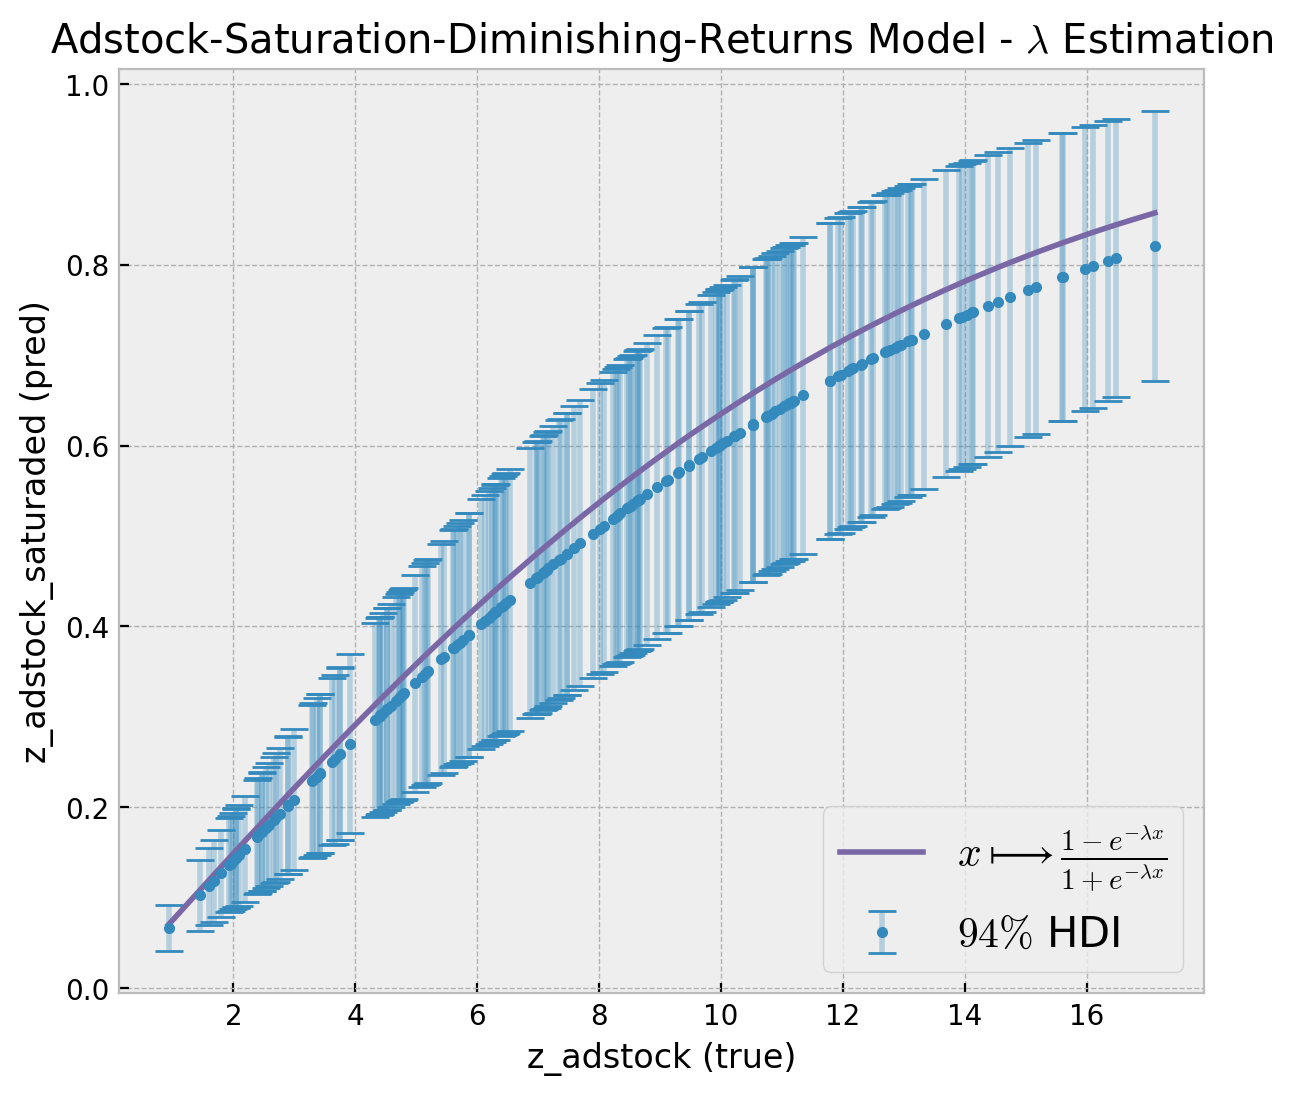 Adstock-Saturation-Diminishing-Returns Model - λ Estimation
z_adstock_saturaded (pred)
1.0
0.8
0.6
0.4
0.2
0.0
x ⟼ \frac{1 - e^{-λx}}{1 + e^{-λx}}
94% HDI
2 4 6 8 10 12 14 16
z_adstock (true)